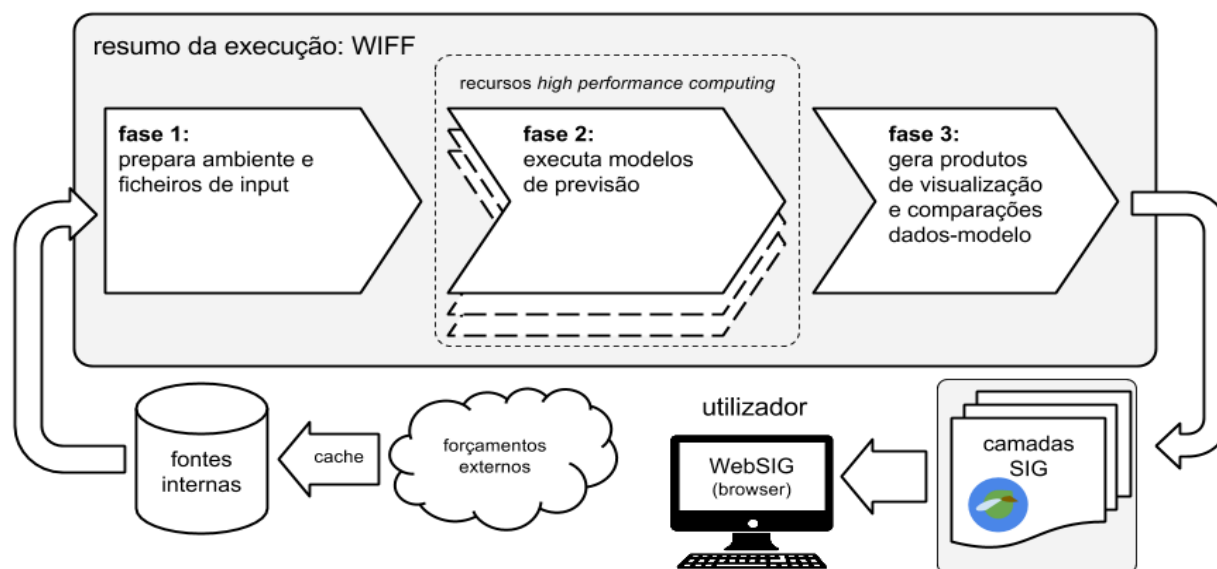 resumo da execução: WIFF
recursos high performance computing
fase 1:
prepara ambiente e
ficheiros de input
fase 2:
executa modelos
de previsão
fase 3:
gera produtos
de visualização
e comparações
dados-modelo
fontes
internas
cache
forçamentos
externos
utilizador
WebSIG
(browser)
camadas
SIG